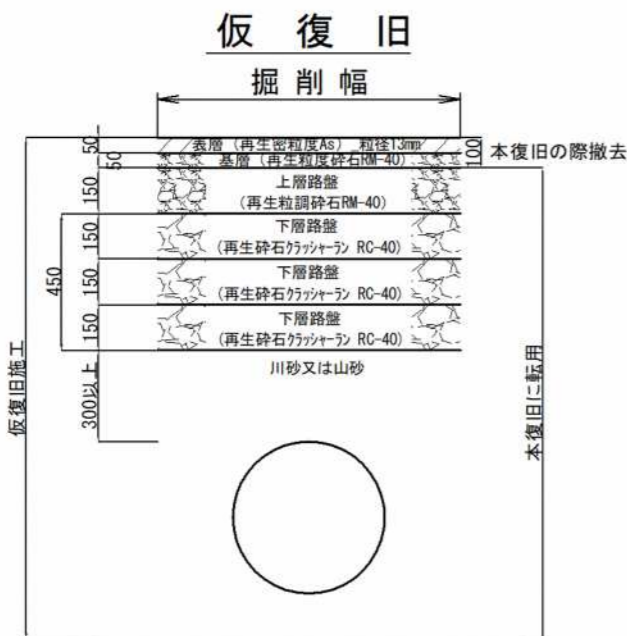 仮復旧
掘削幅
50
表層（再生密粒度As） 粒径13mm
100
本復旧の際撤去
50
基層（再生粒度砕石RM-40）
150
上層路盤
（再生粒調砕石RM-40）
150
下層路盤
（再生砕石クラッシャーラン RC-40）
450
150
下層路盤
（再生砕石クラッシャーラン RC-40）
150
下層路盤
（再生砕石クラッシャーラン RC-40）
川砂又は山砂
300以上
仮復旧施工
本復旧に転用